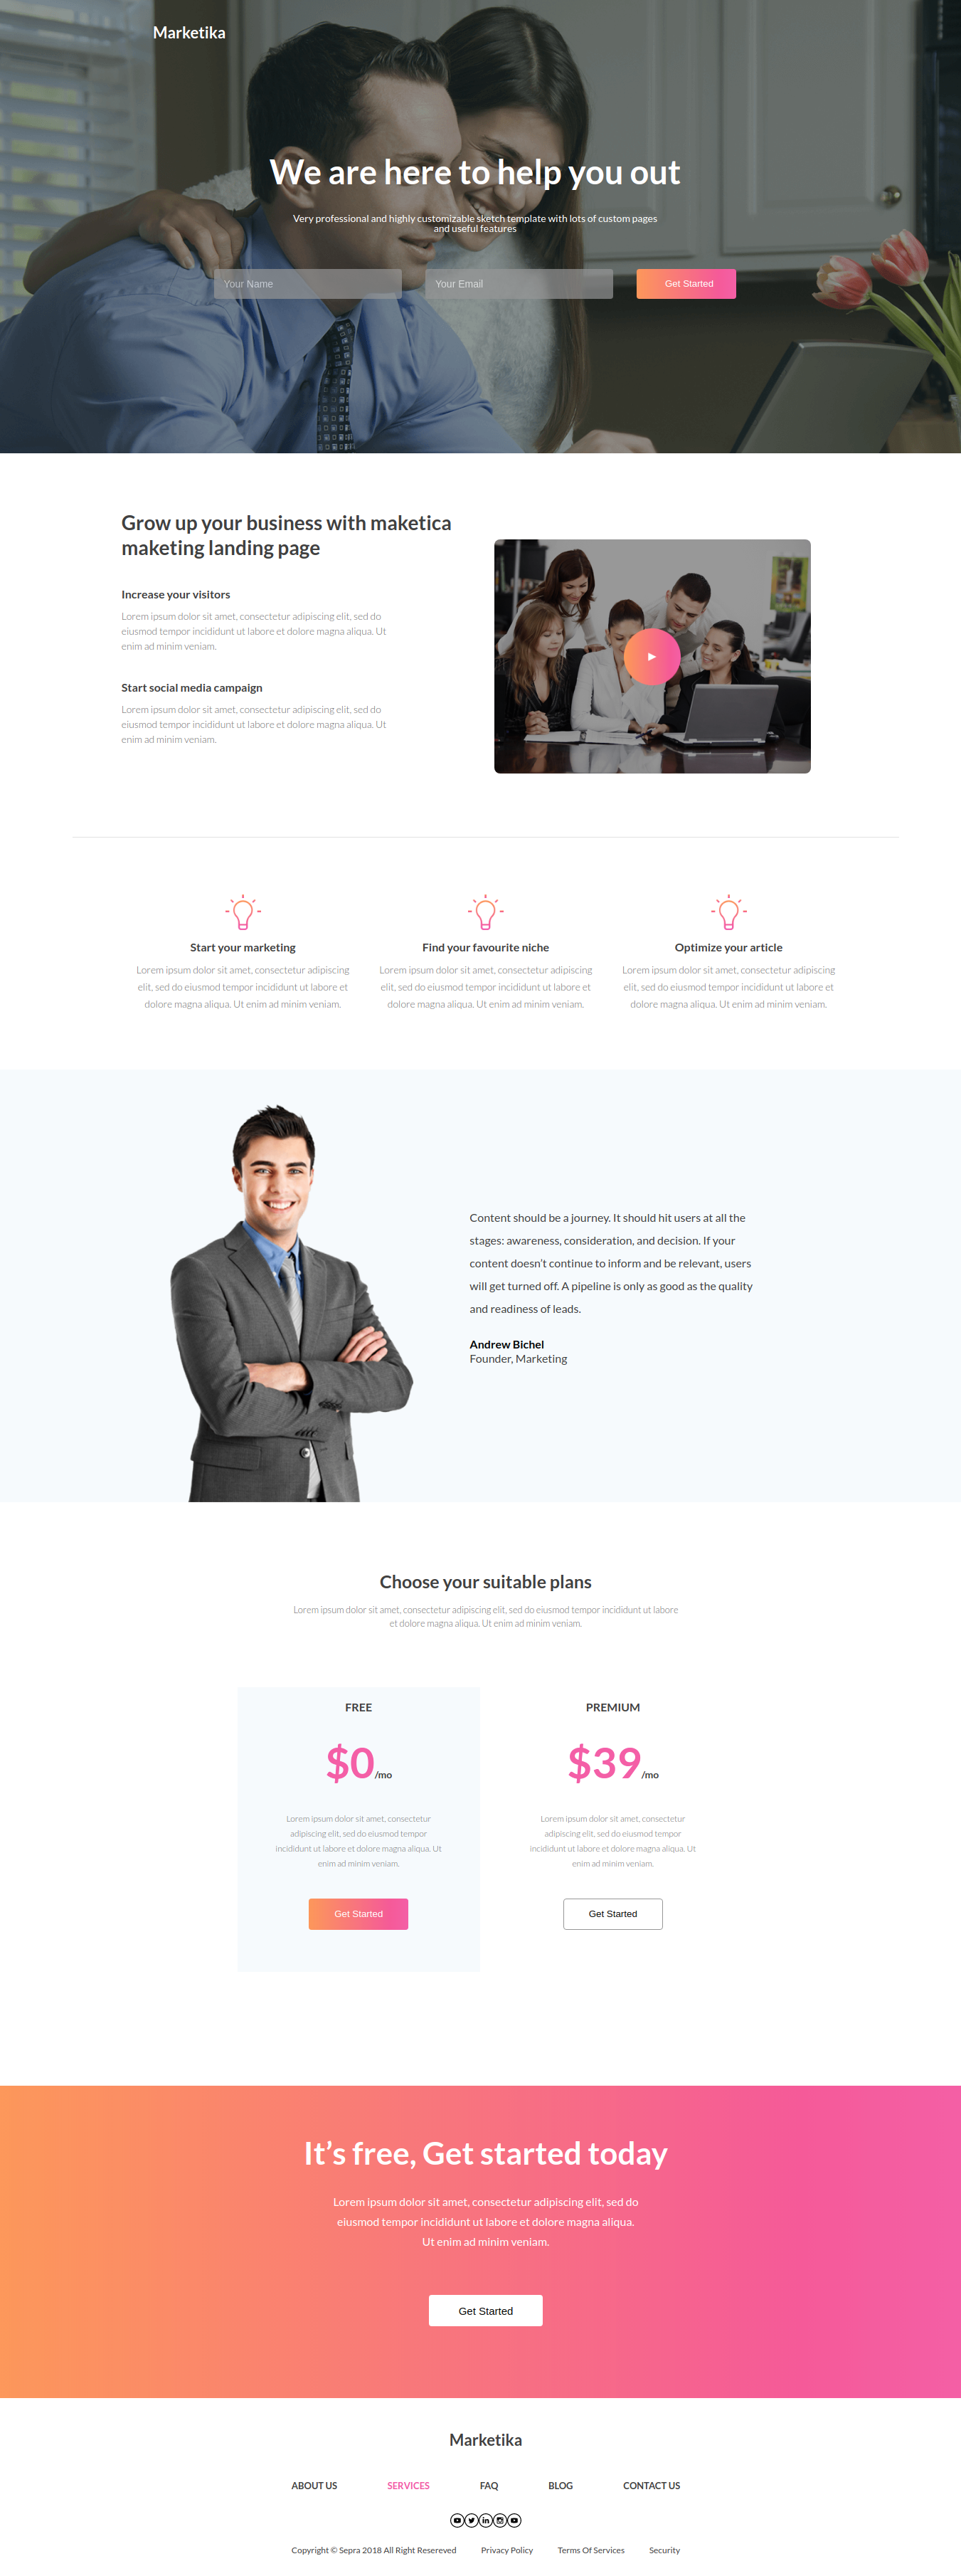 Marketika
We are here to help you out
Very professional and highly customizable sketch template with lots of custom pages
and useful features
Your Name
Your Email
Get Started
Grow up your business with maketica
maketing landing page
Increase your visitors
Lorem ipsum dolor sit amet, consectetur adipiscing elit, sed do
eiusmod tempor incididunt ut labore et dolore magna aliqua. Ut
enim ad minim veniam.
Start social media campaign
Lorem ipsum dolor sit amet, consectetur adipiscing elit, sed do
eiusmod tempor incididunt ut labore et dolore magna aliqua. Ut
enim ad minim veniam.
Start your marketing
Lorem ipsum dolor sit amet, consectetur adipiscing
elit, sed do eiusmod tempor incididunt ut labore et
dolore magna aliqua. Ut enim ad minim veniam.
Find your favourite niche
Lorem ipsum dolor sit amet, consectetur adipiscing
elit, sed do eiusmod tempor incididunt ut labore et
dolore magna aliqua. Ut enim ad minim veniam.
Optimize your article
Lorem ipsum dolor sit amet, consectetur adipiscing
elit, sed do eiusmod tempor incididunt ut labore et
dolore magna aliqua. Ut enim ad minim veniam.
Content should be a journey. It should hit users at all the
stages: awareness, consideration, and decision. If your
content doesn’t continue to inform and be relevant, users
will get turned off. A pipeline is only as good as the quality
and readiness of leads.
Andrew Bichel
Founder, Marketing
Choose your suitable plans
Lorem ipsum dolor sit amet, consectetur adipiscing elit, sed do eiusmod tempor incididunt ut labore
et dolore magna aliqua. Ut enim ad minim veniam.
FREE
$0/mo
Lorem ipsum dolor sit amet, consectetur
adipiscing elit, sed do eiusmod tempor
incididunt ut labore et dolore magna aliqua. Ut
enim ad minim veniam.
Get Started
PREMIUM
$39/mo
Lorem ipsum dolor sit amet, consectetur
adipiscing elit, sed do eiusmod tempor
incididunt ut labore et dolore magna aliqua. Ut
enim ad minim veniam.
Get Started
It’s free, Get started today
Lorem ipsum dolor sit amet, consectetur adipiscing elit, sed do
eiusmod tempor incididunt ut labore et dolore magna aliqua.
Ut enim ad minim veniam.
Get Started
Marketika
ABOUT US SERVICES FAQ BLOG CONTACT US
Copyright © Sepra 2018 All Right Resereved Privacy Policy Terms Of Services Security